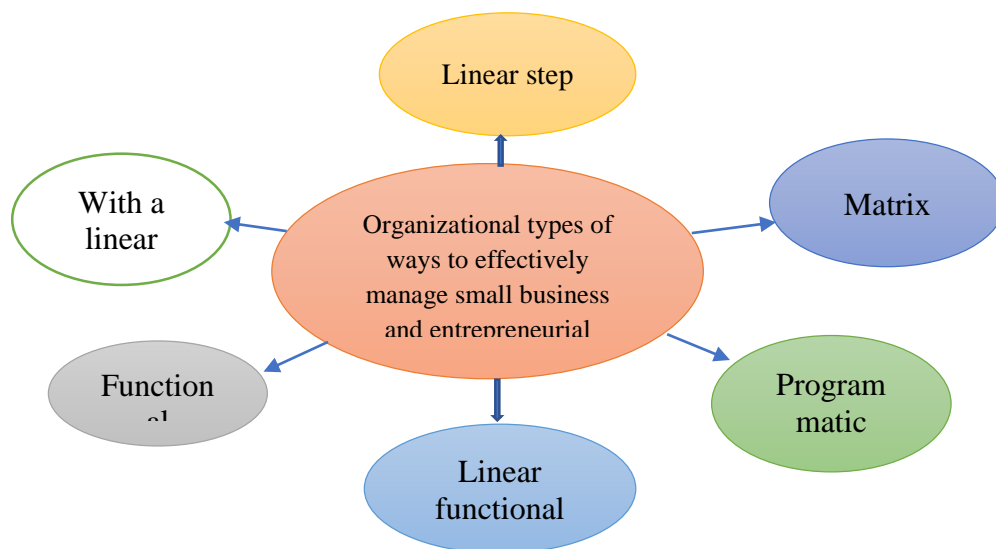 Linear step
With a
linear
Organizational types of
ways to effectively
manage small business
and entrepreneurial
Matrix
Function
al
Program
matic
Linear
functional